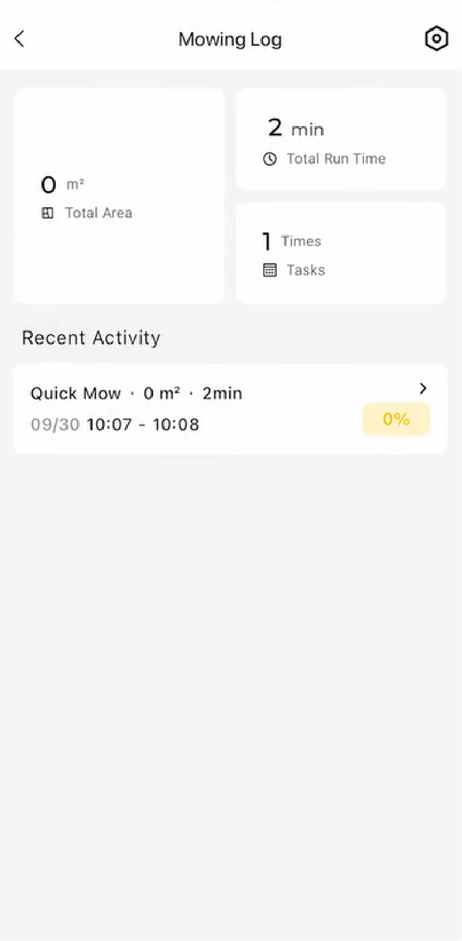 Mowing Log
0 m²
Total Area
2 min
Total Run Time
1 Times
Tasks
Recent Activity
Quick Mow · 0 m² · 2min
09/30 10:07 - 10:08
0%